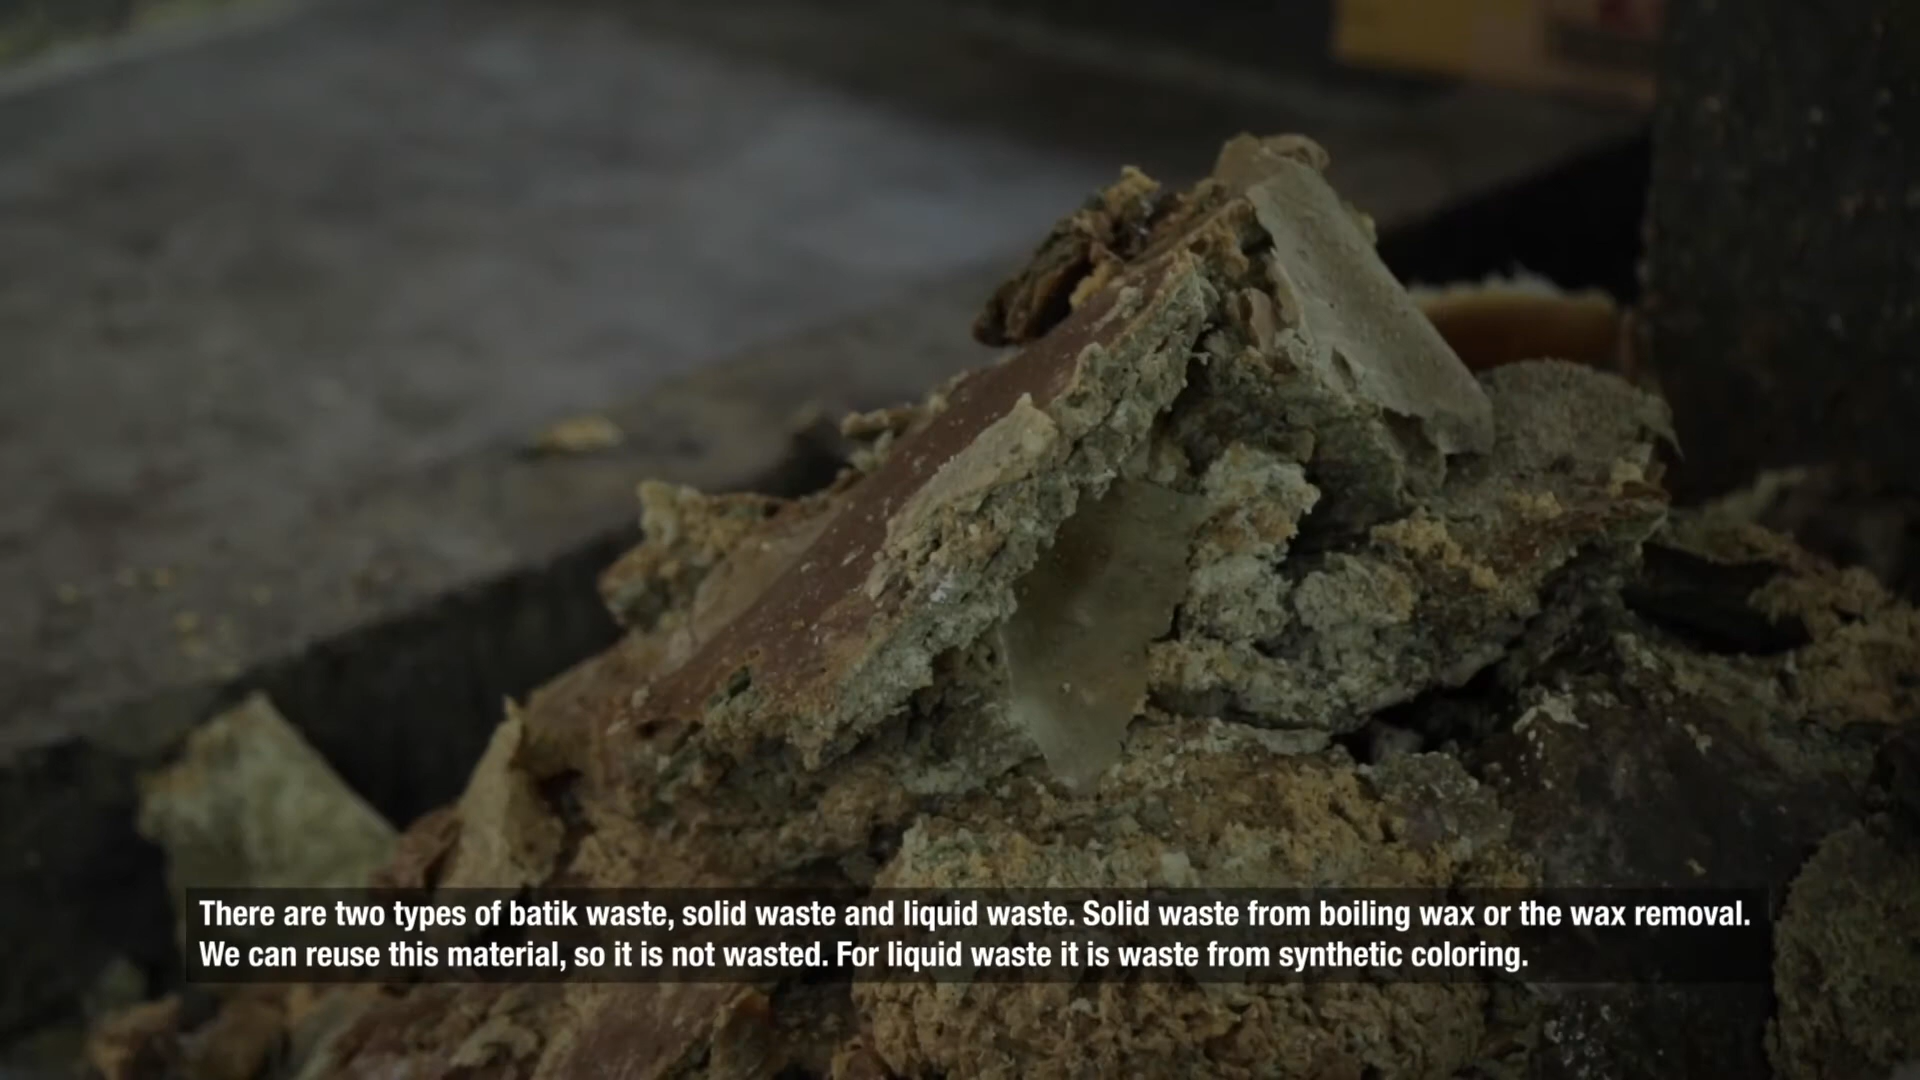 There are two types of batik waste, solid waste and liquid waste. Solid waste from boiling wax or the wax removal.
We can reuse this material, so it is not wasted. For liquid waste it is waste from synthetic coloring.